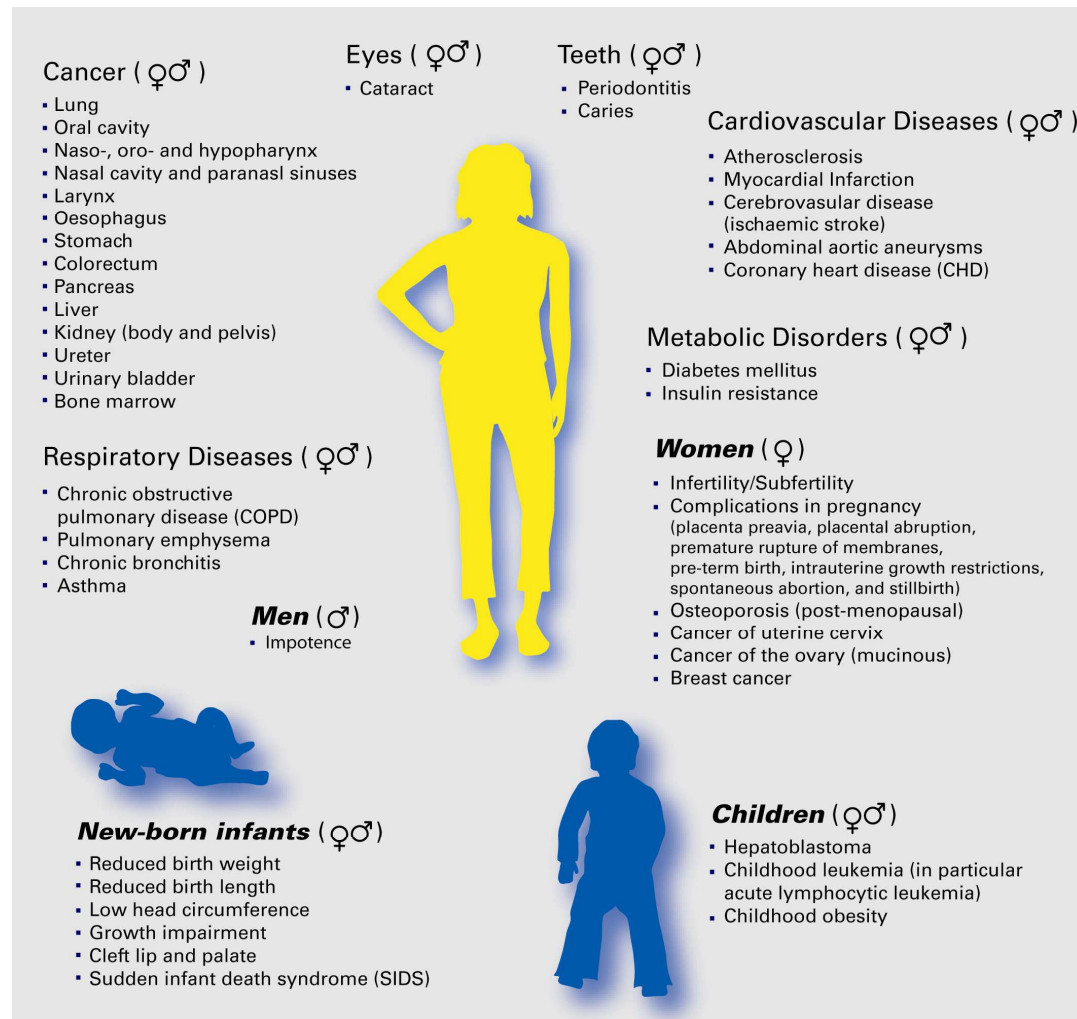 Cancer (♀♂)
▪ Lung
▪ Oral cavity
▪ Naso-, oro- and hypopharynx
▪ Nasal cavity and paranasl sinuses
▪ Larynx
▪ Oesophagus
▪ Stomach
▪ Colorectum
▪ Pancreas
▪ Liver
▪ Kidney (body and pelvis)
▪ Ureter
▪ Urinary bladder
▪ Bone marrow
Eyes (♀♂)
▪ Cataract
Teeth (♀♂)
▪ Periodontitis
▪ Caries
Cardiovascular Diseases (♀♂)
▪ Atherosclerosis
▪ Myocardial Infarction
▪ Cerebrovascular disease
(ischaemic stroke)
▪ Abdominal aortic aneurysms
▪ Coronary heart disease (CHD)
Metabolic Disorders (♀♂)
▪ Diabetes mellitus
▪ Insulin resistance
Respiratory Diseases (♀♂)
▪ Chronic obstructive
pulmonary disease (COPD)
▪ Pulmonary emphysema
▪ Chronic bronchitis
▪ Asthma
Men (♂)
▪ Impotence
Women (♀)
▪ Infertility/Subfertility
▪ Complications in pregnancy
(placenta preavia, placental abruption,
premature rupture of membranes,
pre-term birth, intrauterine growth restrictions,
spontaneous abortion, and stillbirth)
▪ Osteoporosis (post-menopausal)
▪ Cancer of uterine cervix
▪ Cancer of the ovary (mucinous)
▪ Breast cancer
New-born infants (♀♂)
▪ Reduced birth weight
▪ Reduced birth length
▪ Low head circumference
▪ Growth impairment
▪ Cleft lip and palate
▪ Sudden infant death syndrome (SIDS)
Children (♀♂)
▪ Hepatoblastoma
▪ Childhood leukemia (in particular
acute lymphocytic leukemia)
▪ Childhood obesity